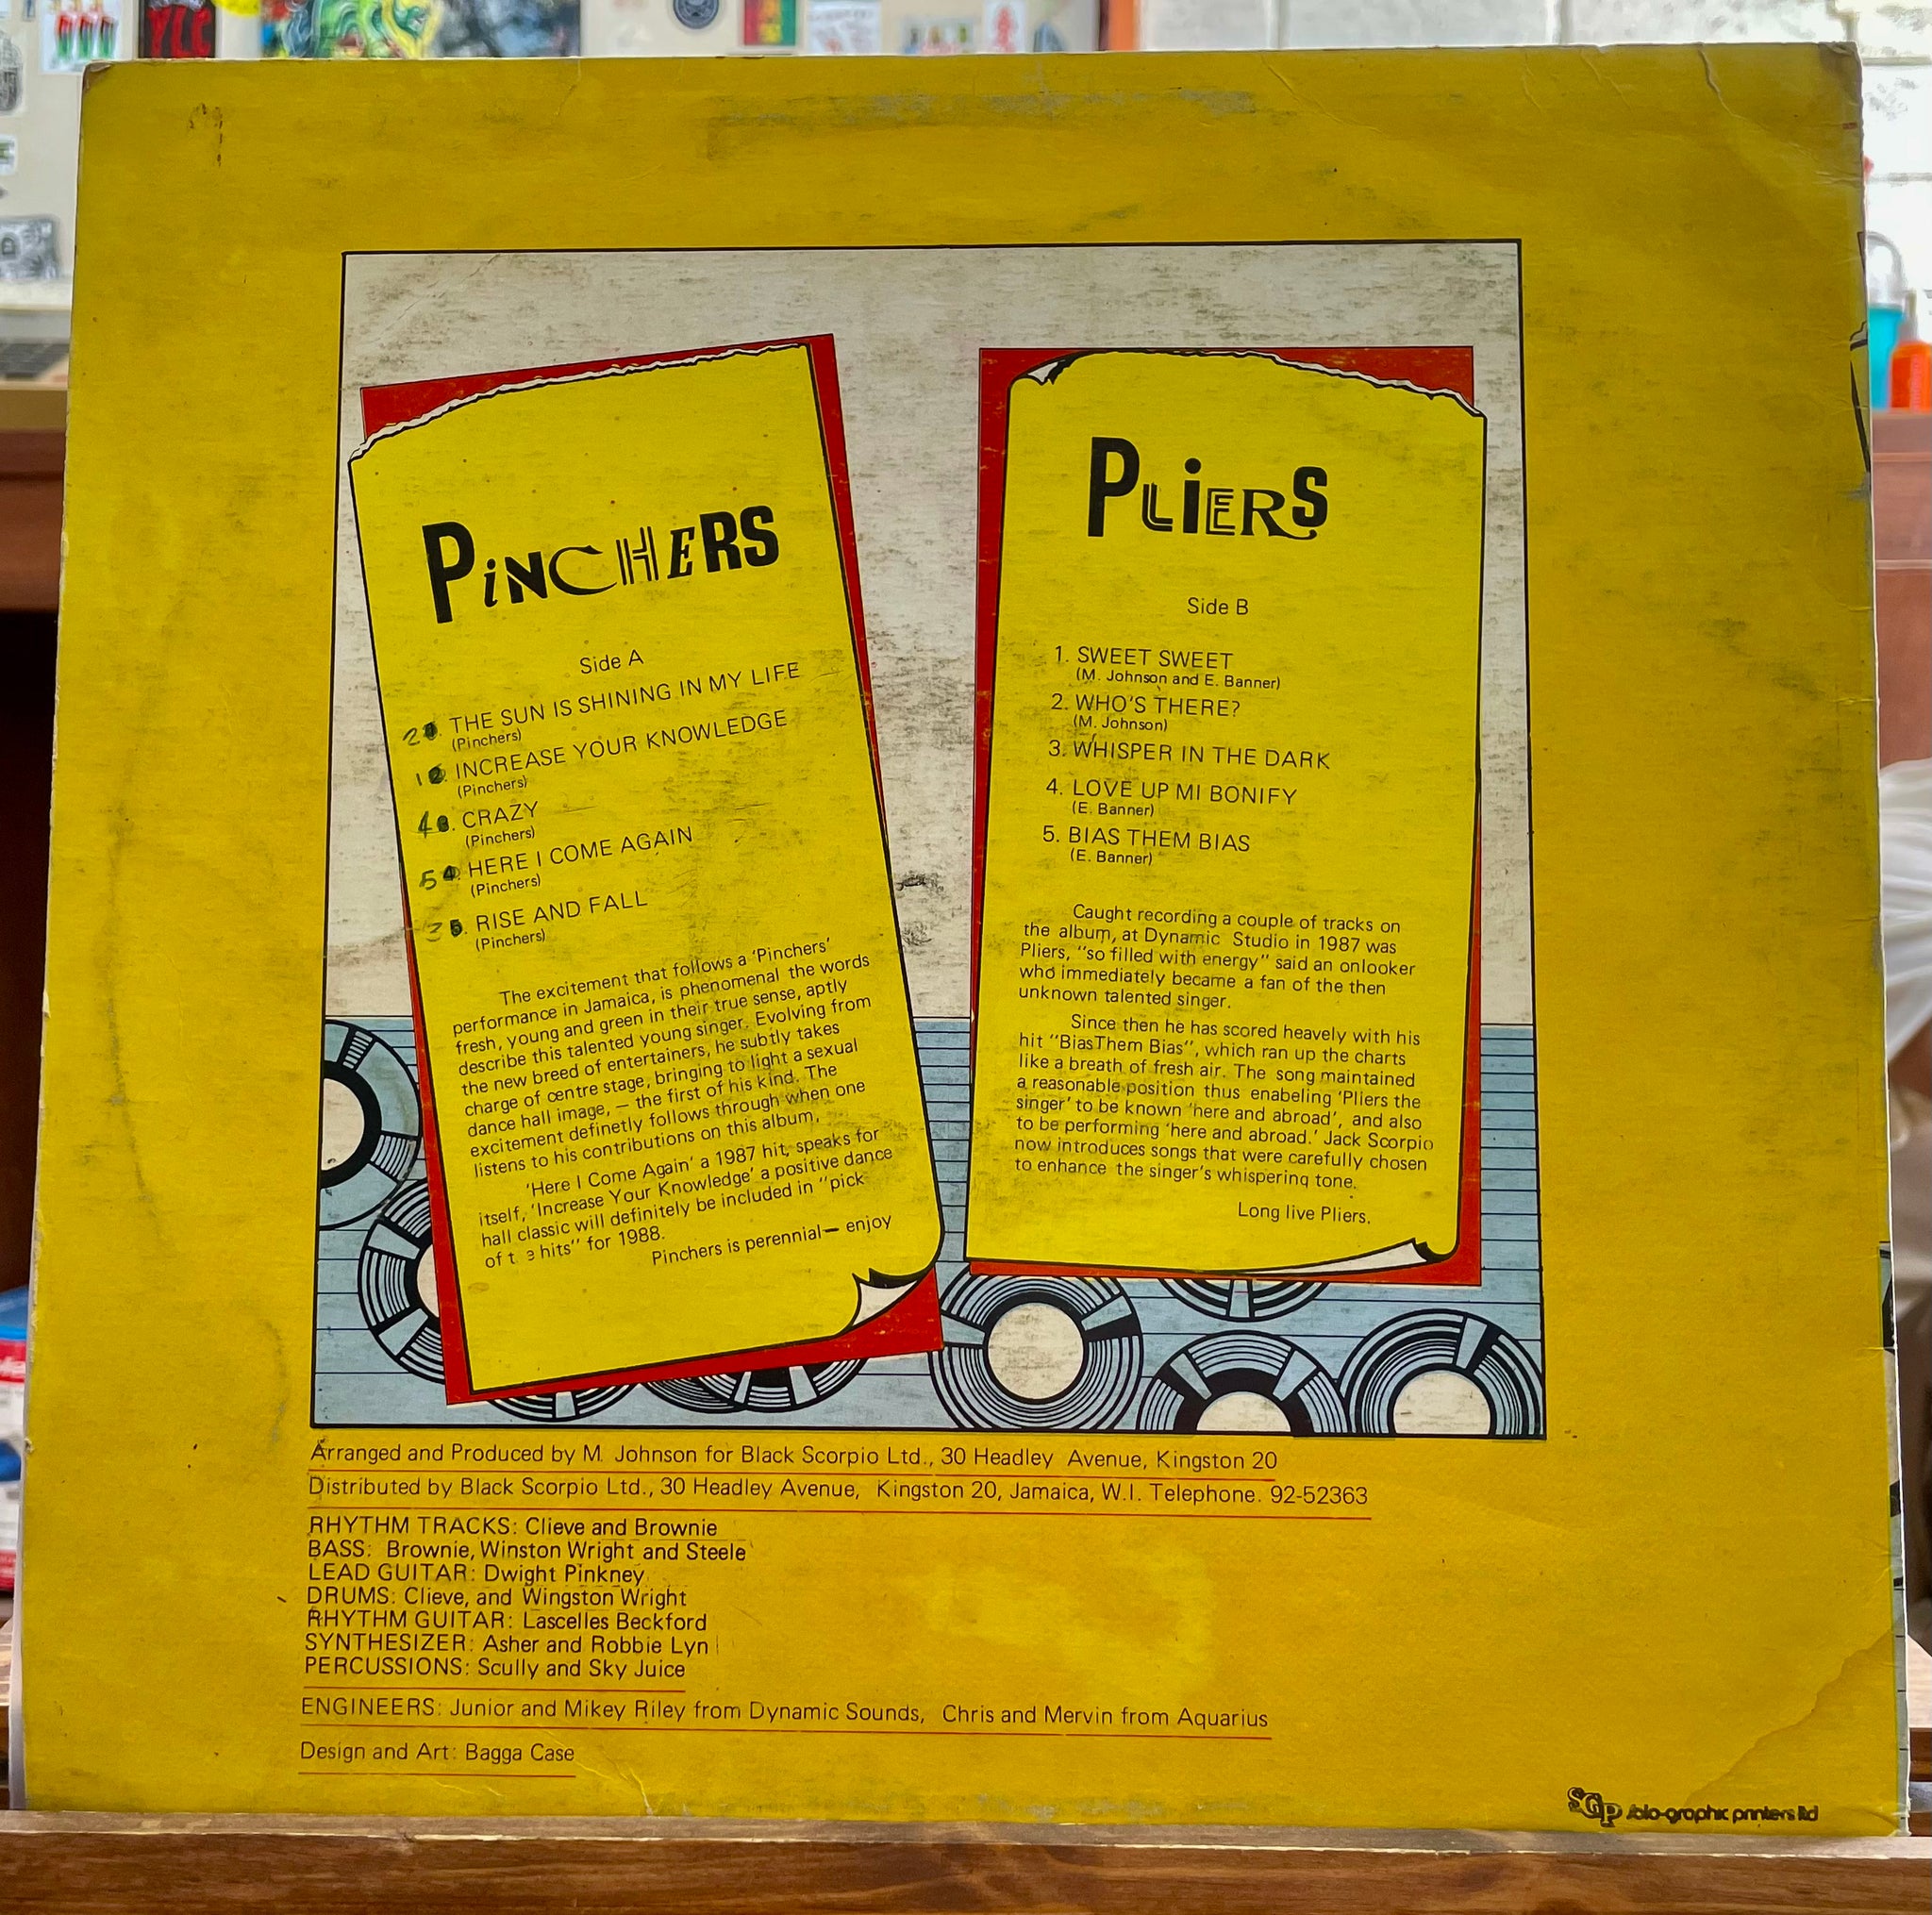 PiNCHERS
Side A
21. THE SUN IS SHINING IN MY LIFE
(Pinchers)
12. INCREASE YOUR KNOWLEDGE
(Pinchers)
43. CRAZY
(Pinchers)
54. HERE I COME AGAIN
(Pinchers)
35. RISE AND FALL
(Pinchers)
The excitement that follows a 'Pinchers'
performance in Jamaica, is phenomenal the words
fresh, young and green in their true sense, aptly
describe this talented young singer. Evolving from
the new breed of entertainers, he subtly takes
charge of centre stage, bringing to light a sexual
dance hall image, — the first of his kind. The
excitement definetly follows through when one
listens to his contributions on this album,
'Here I Come Again' a 1987 hit, speaks for
itself, 'Increase Your Knowledge' a positive dance
hall classic will definitely be included in "pick
of the hits" for 1988.
Pinchers is perennial— enjoy
PLiERS
Side B
1. SWEET SWEET
(M. Johnson and E. Banner)
2. WHO'S THERE?
(M. Johnson)
3. WHISPER IN THE DARK
4. LOVE UP MI BONIFY
(E. Banner)
5. BIAS THEM BIAS
(E. Banner)
Caught recording a couple of tracks on
the album, at Dynamic Studio in 1987 was
Pliers, "so filled with energy" said an onlooker
who immediately became a fan of the then
unknown talented singer.
Since then he has scored heavely with his
hit "BiasThem Bias", which ran up the charts
like a breath of fresh air. The song maintained
a reasonable position thus enabeling 'Pliers the
singer' to be known 'here and abroad', and also
to be performing 'here and abroad.' Jack Scorpio
now introduces songs that were carefully chosen
to enhance the singer's whispering tone.
Long live Pliers.
Arranged and Produced by M. Johnson for Black Scorpio Ltd., 30 Headley Avenue, Kingston 20
Distributed by Black Scorpio Ltd., 30 Headley Avenue, Kingston 20, Jamaica, W.I. Telephone. 92-52363
RHYTHM TRACKS: Clieve and Brownie
BASS: Brownie, Winston Wright and Steele
LEAD GUITAR: Dwight Pinkney
DRUMS: Clieve, and Wingston Wright
RHYTHM GUITAR: Lascelles Beckford
SYNTHESIZER: Asher and Robbie Lyn
PERCUSSIONS: Scully and Sky Juice
ENGINEERS: Junior and Mikey Riley from Dynamic Sounds, Chris and Mervin from Aquarius
Design and Art: Bagga Case
SGP solo-graphic printers ltd